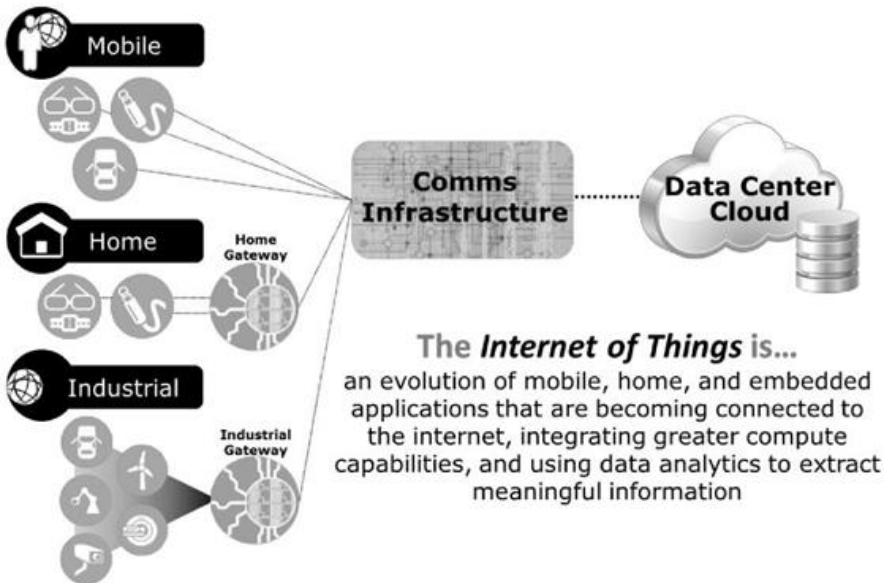 Mobile
Home
Home
Gateway
Industrial
Industrial
Gateway
Comms
Infrastructure
Data Center
Cloud
The Internet of Things is...
an evolution of mobile, home, and embedded
applications that are becoming connected to
the internet, integrating greater compute
capabilities, and using data analytics to extract
meaningful information